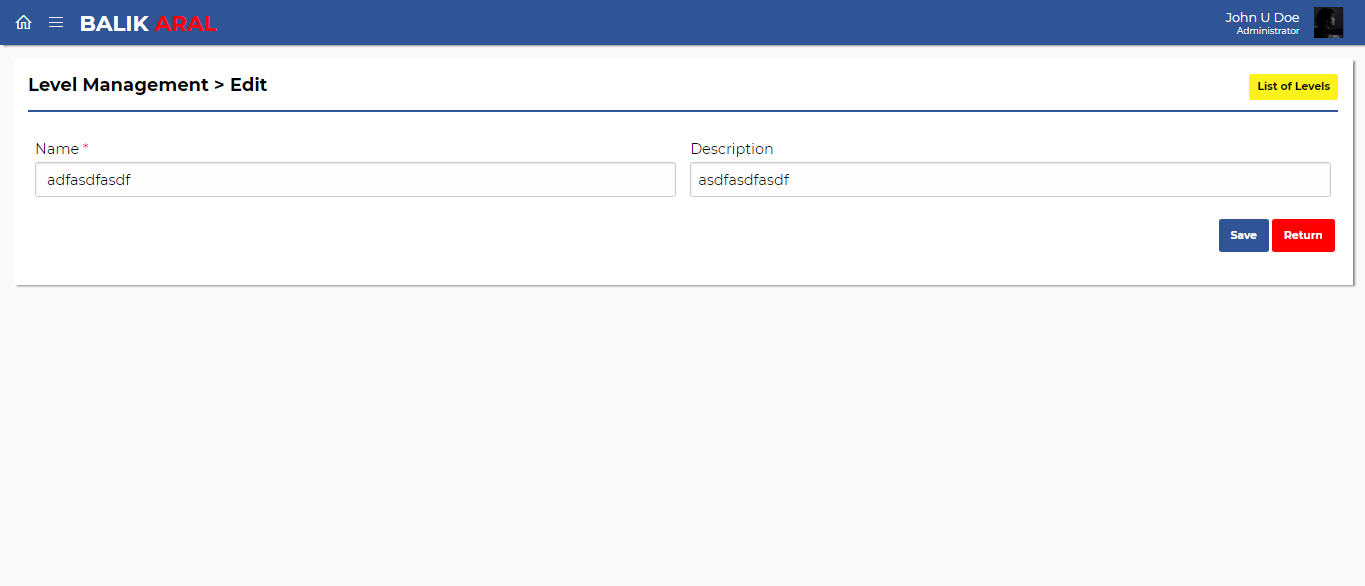 BALIK ARAL
John U Doe
Administrator
Level Management > Edit
List of Levels
Name *
Description
adfasdfasdf
asdfasdfasdf
Save
Return